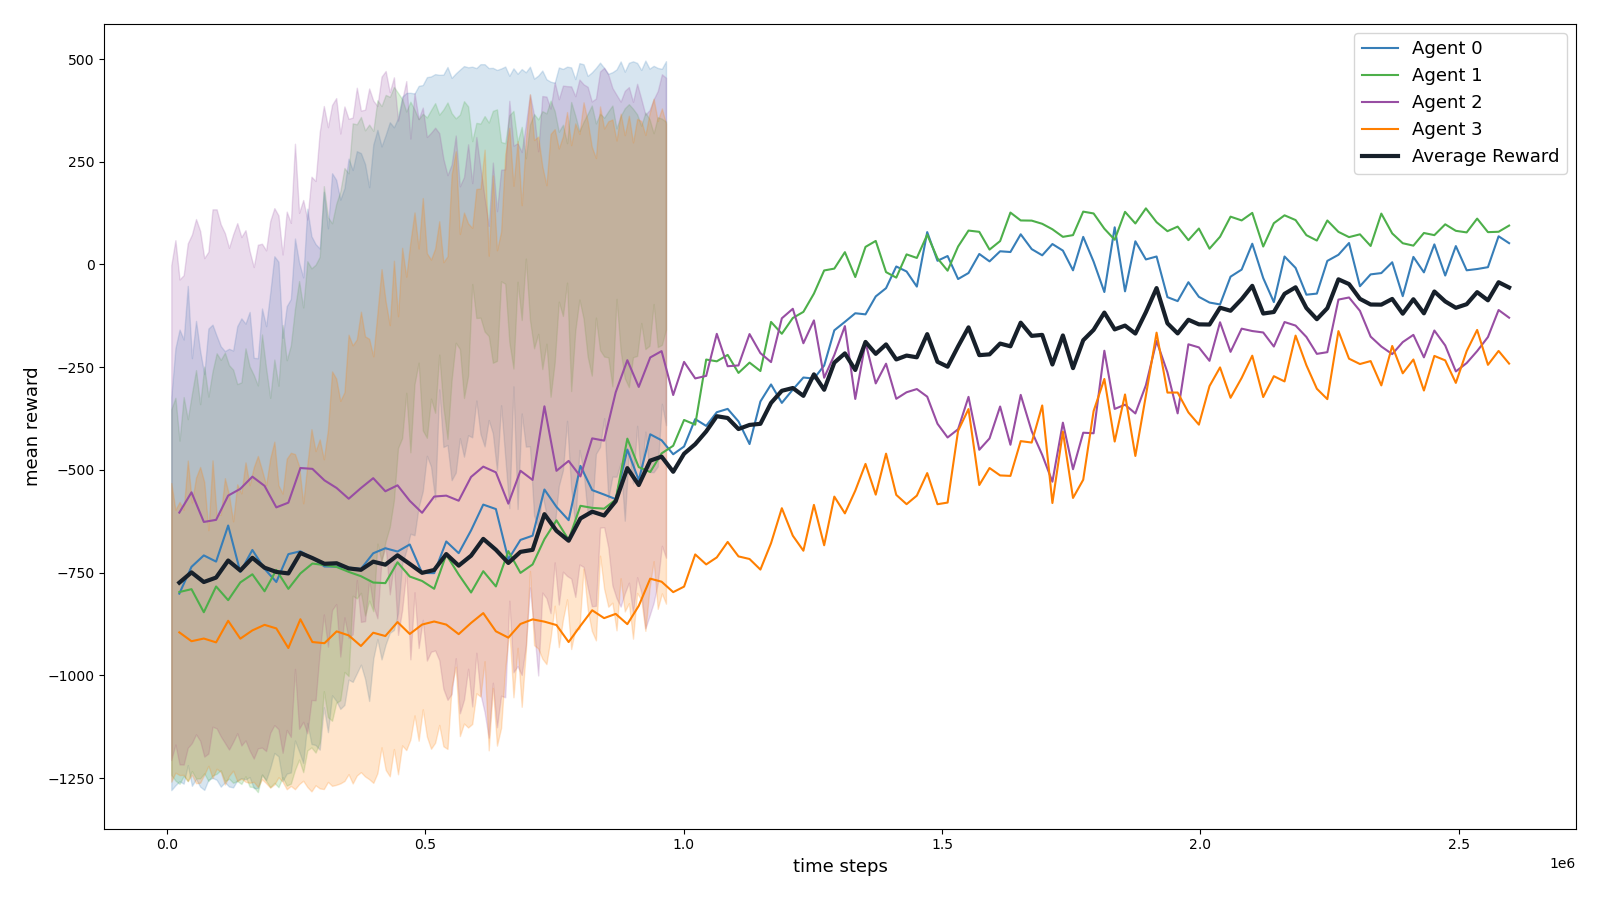 500
250
0
−250
−500
−750
−1000
−1250
mean reward
Agent 0
Agent 1
Agent 2
Agent 3
Average Reward
0.0 0.5 1.0 1.5 2.0 2.5
1e6
time steps